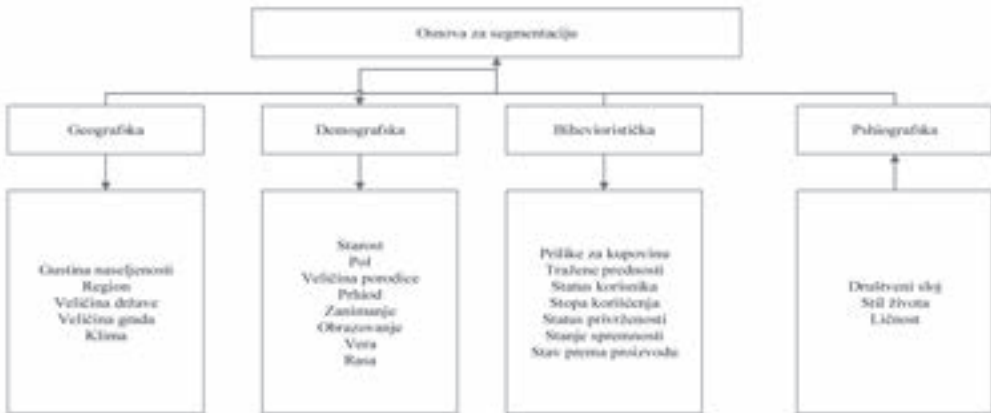 Osnova za segmentaciju
Geografska
Demografska
Bihevioristička
Pshiografska
Gustina naseljenosti
Region
Veličina države
Veličina grada
Klima
Starost
Pol
Veličina porodice
Prhiod
Zanimanje
Obrazovanje
Vera
Rasa
Prilike za kupovinu
Tražene prednosti
Status korisnika
Stopa korišćenja
Status privrženosti
Stanje spremnosti
Stav prema proizvodu
Društveni sloj
Stil života
Ličnost